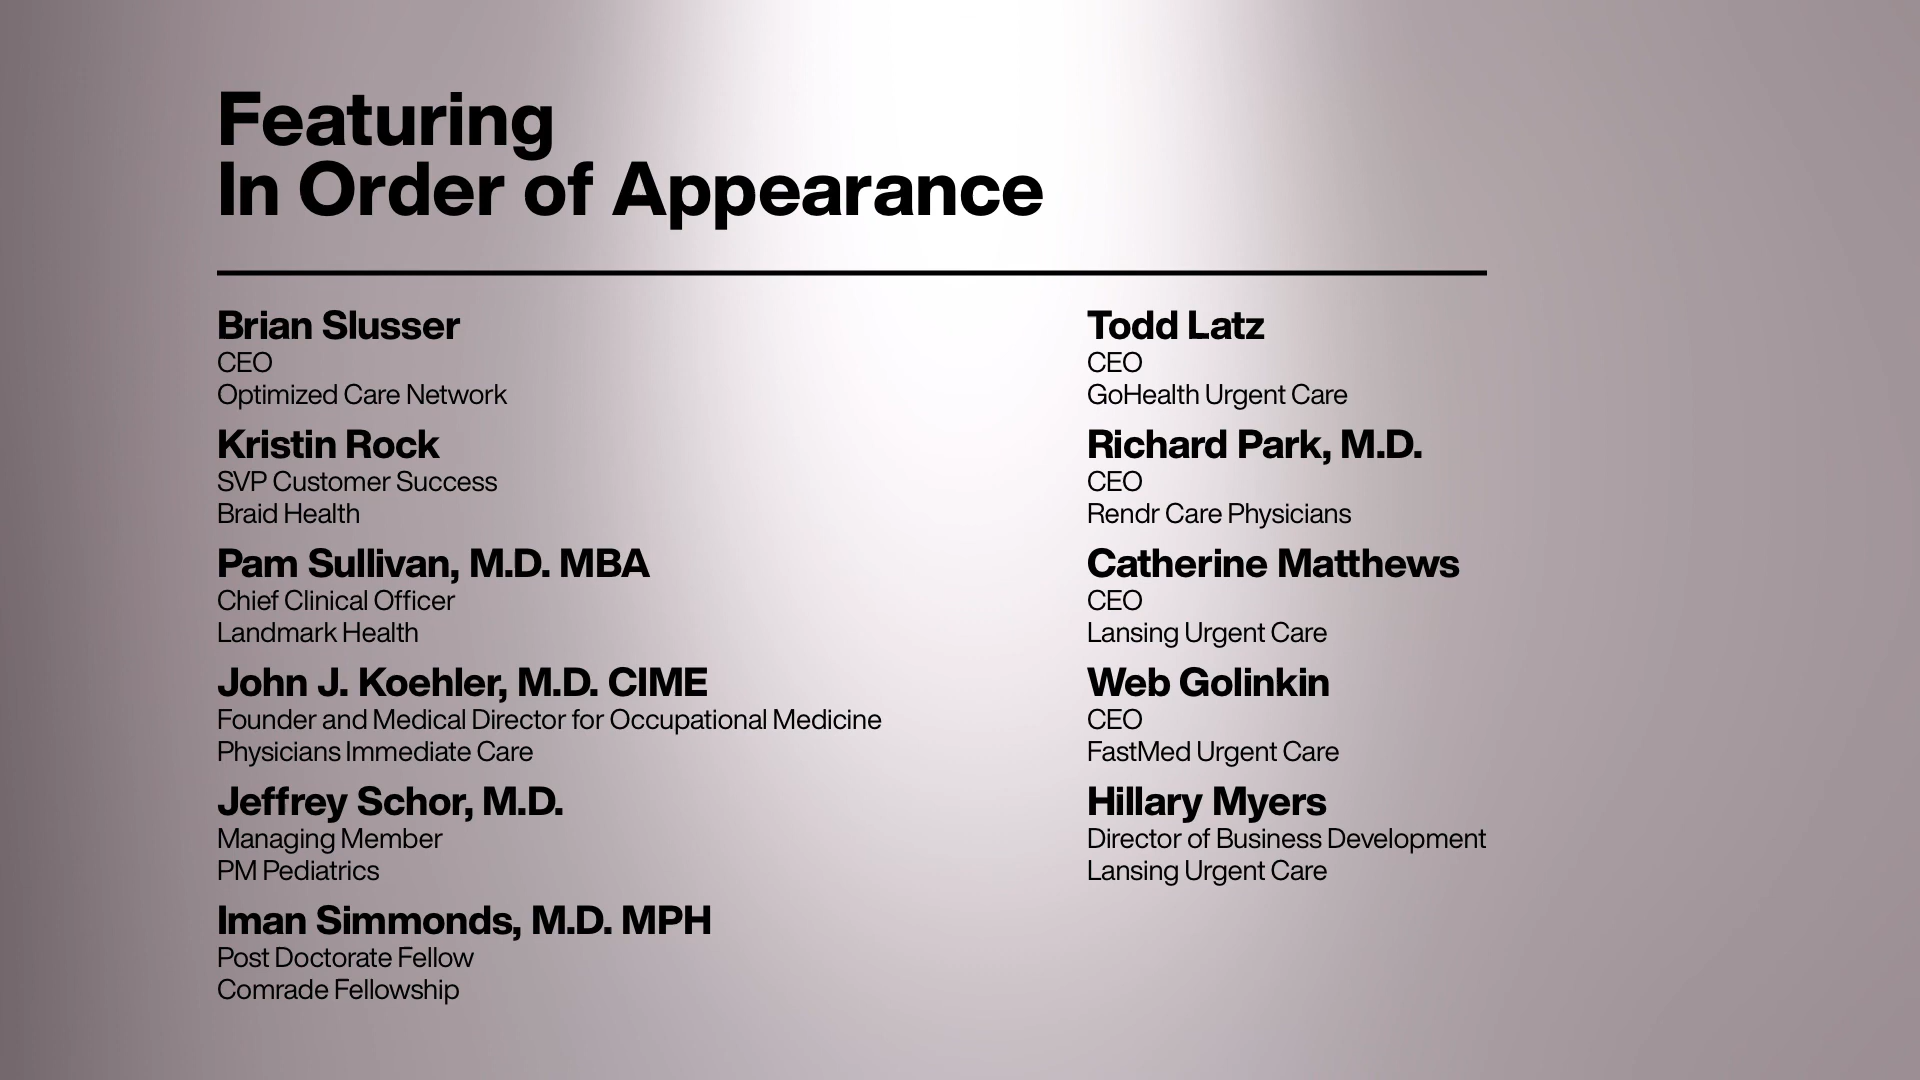 Featuring
In Order of Appearance
Brian Slusser
CEO
Optimized Care Network
Kristin Rock
SVP Customer Success
Braid Health
Pam Sullivan, M.D. MBA
Chief Clinical Officer
Landmark Health
John J. Koehler, M.D. CIME
Founder and Medical Director for Occupational Medicine
Physicians Immediate Care
Jeffrey Schor, M.D.
Managing Member
PM Pediatrics
Iman Simmonds, M.D. MPH
Post Doctorate Fellow
Comrade Fellowship
Todd Latz
CEO
GoHealth Urgent Care
Richard Park, M.D.
CEO
Rendr Care Physicians
Catherine Matthews
CEO
Lansing Urgent Care
Web Golinkin
CEO
FastMed Urgent Care
Hillary Myers
Director of Business Development
Lansing Urgent Care